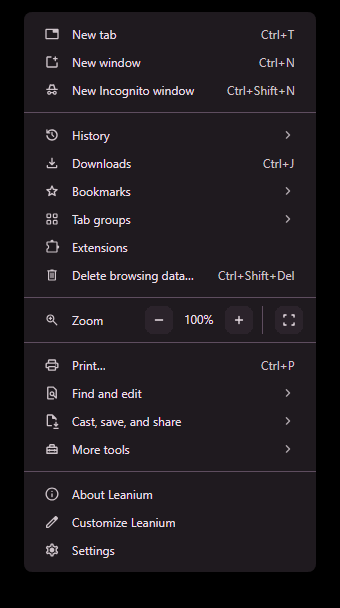 New tab Ctrl+T
New window Ctrl+N
New Incognito window Ctrl+Shift+N
History
Downloads Ctrl+J
Bookmarks
Tab groups
Extensions
Delete browsing data... Ctrl+Shift+Del
Zoom − 100% +
Print... Ctrl+P
Find and edit
Cast, save, and share
More tools
About Leanium
Customize Leanium
Settings